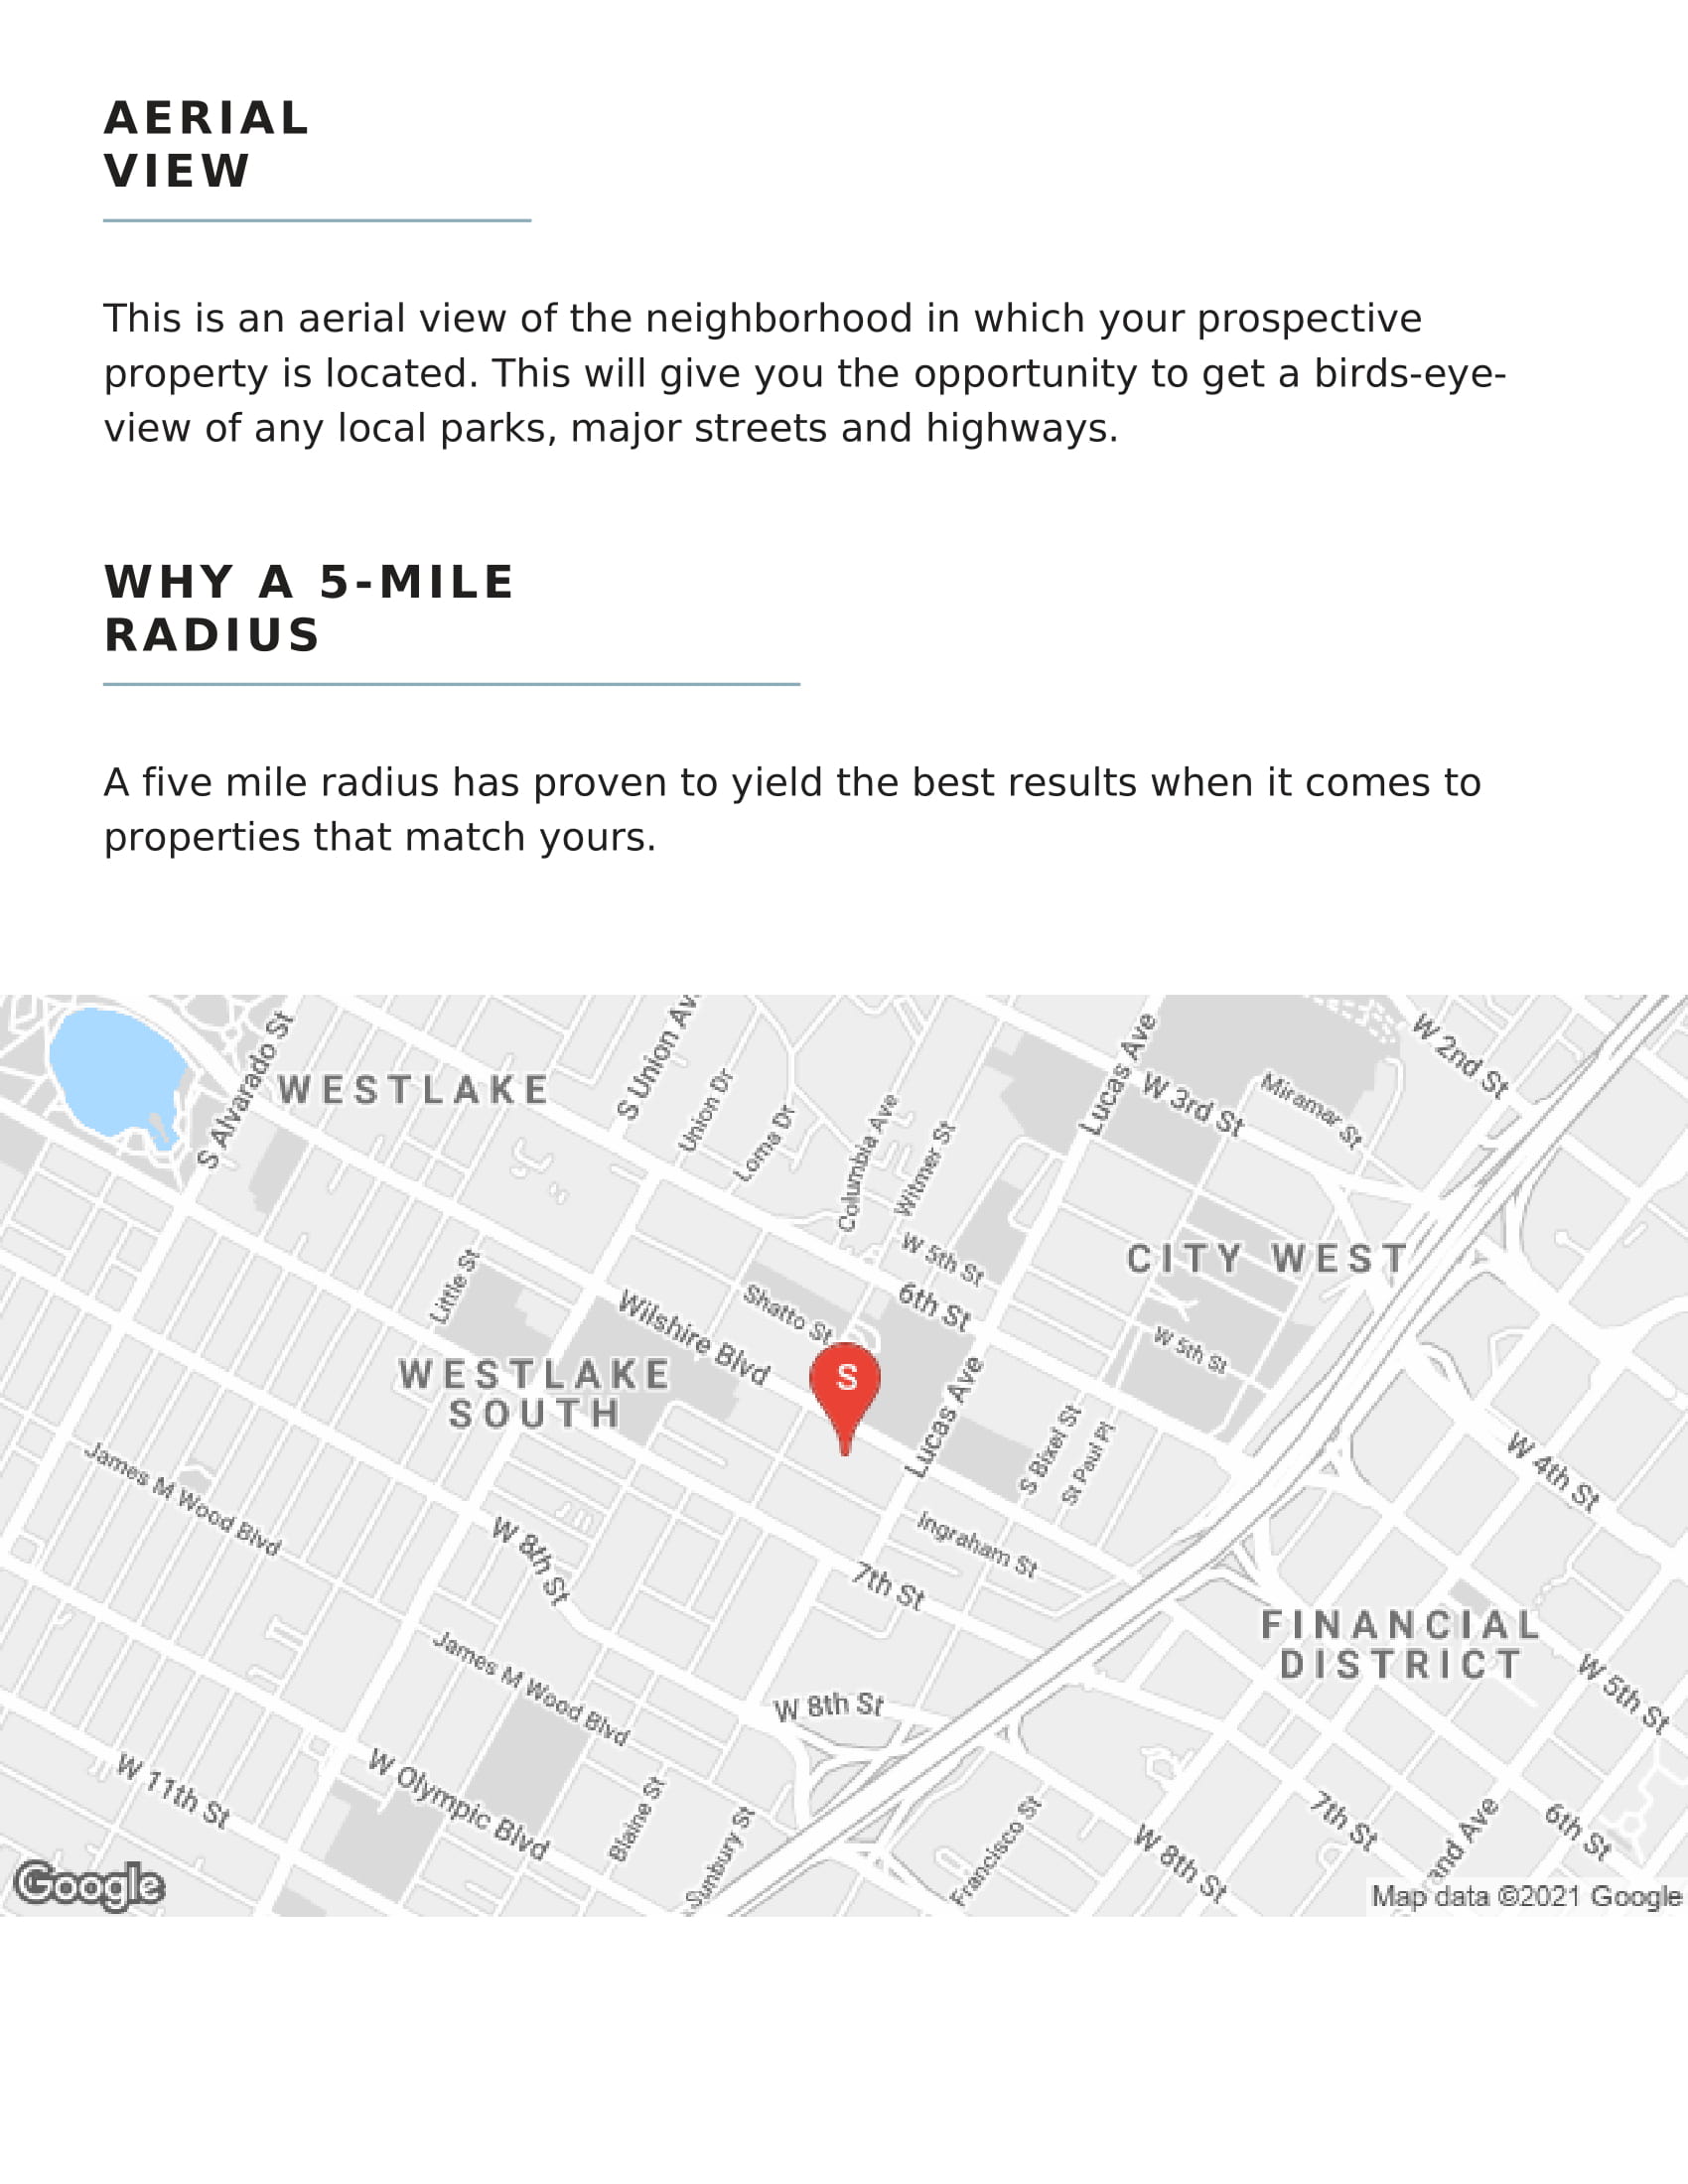 AERIAL
VIEW
This is an aerial view of the neighborhood in which your prospective
property is located. This will give you the opportunity to get a birds-eye-
view of any local parks, major streets and highways.
WHY A 5-MILE
RADIUS
A five mile radius has proven to yield the best results when it comes to
properties that match yours.
S Alvarado St
WESTLAKE
S Union Av
Union Dr
Loma Dr
Columbia Ave
Witmer St
Lucas Ave
W 3rd St
Miramar St
W 2nd St
W 5th St
CITY WEST
6th St
Little St
Wilshire Blvd
Shatto St
W 5th St
S
WESTLAKE
SOUTH
Lucas Ave
S Bixel St
St Paul Pl
W 4th St
James M Wood Blvd
W 8th St
Ingraham St
7th St
FINANCIAL
DISTRICT
James M Wood Blvd
W 5th St
W 8th St
W 11th St
W Olympic Blvd
Blaine St
Sunbury St
Francisco St
W 8th St
7th St
and Ave
6th St
Google
Map data ©2021 Google